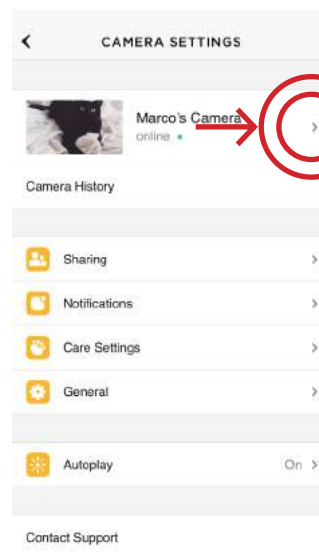 CAMERA SETTINGS
Marco's Camera
online
Camera History
Sharing
Notifications
Care Settings
General
Autoplay On
Contact Support